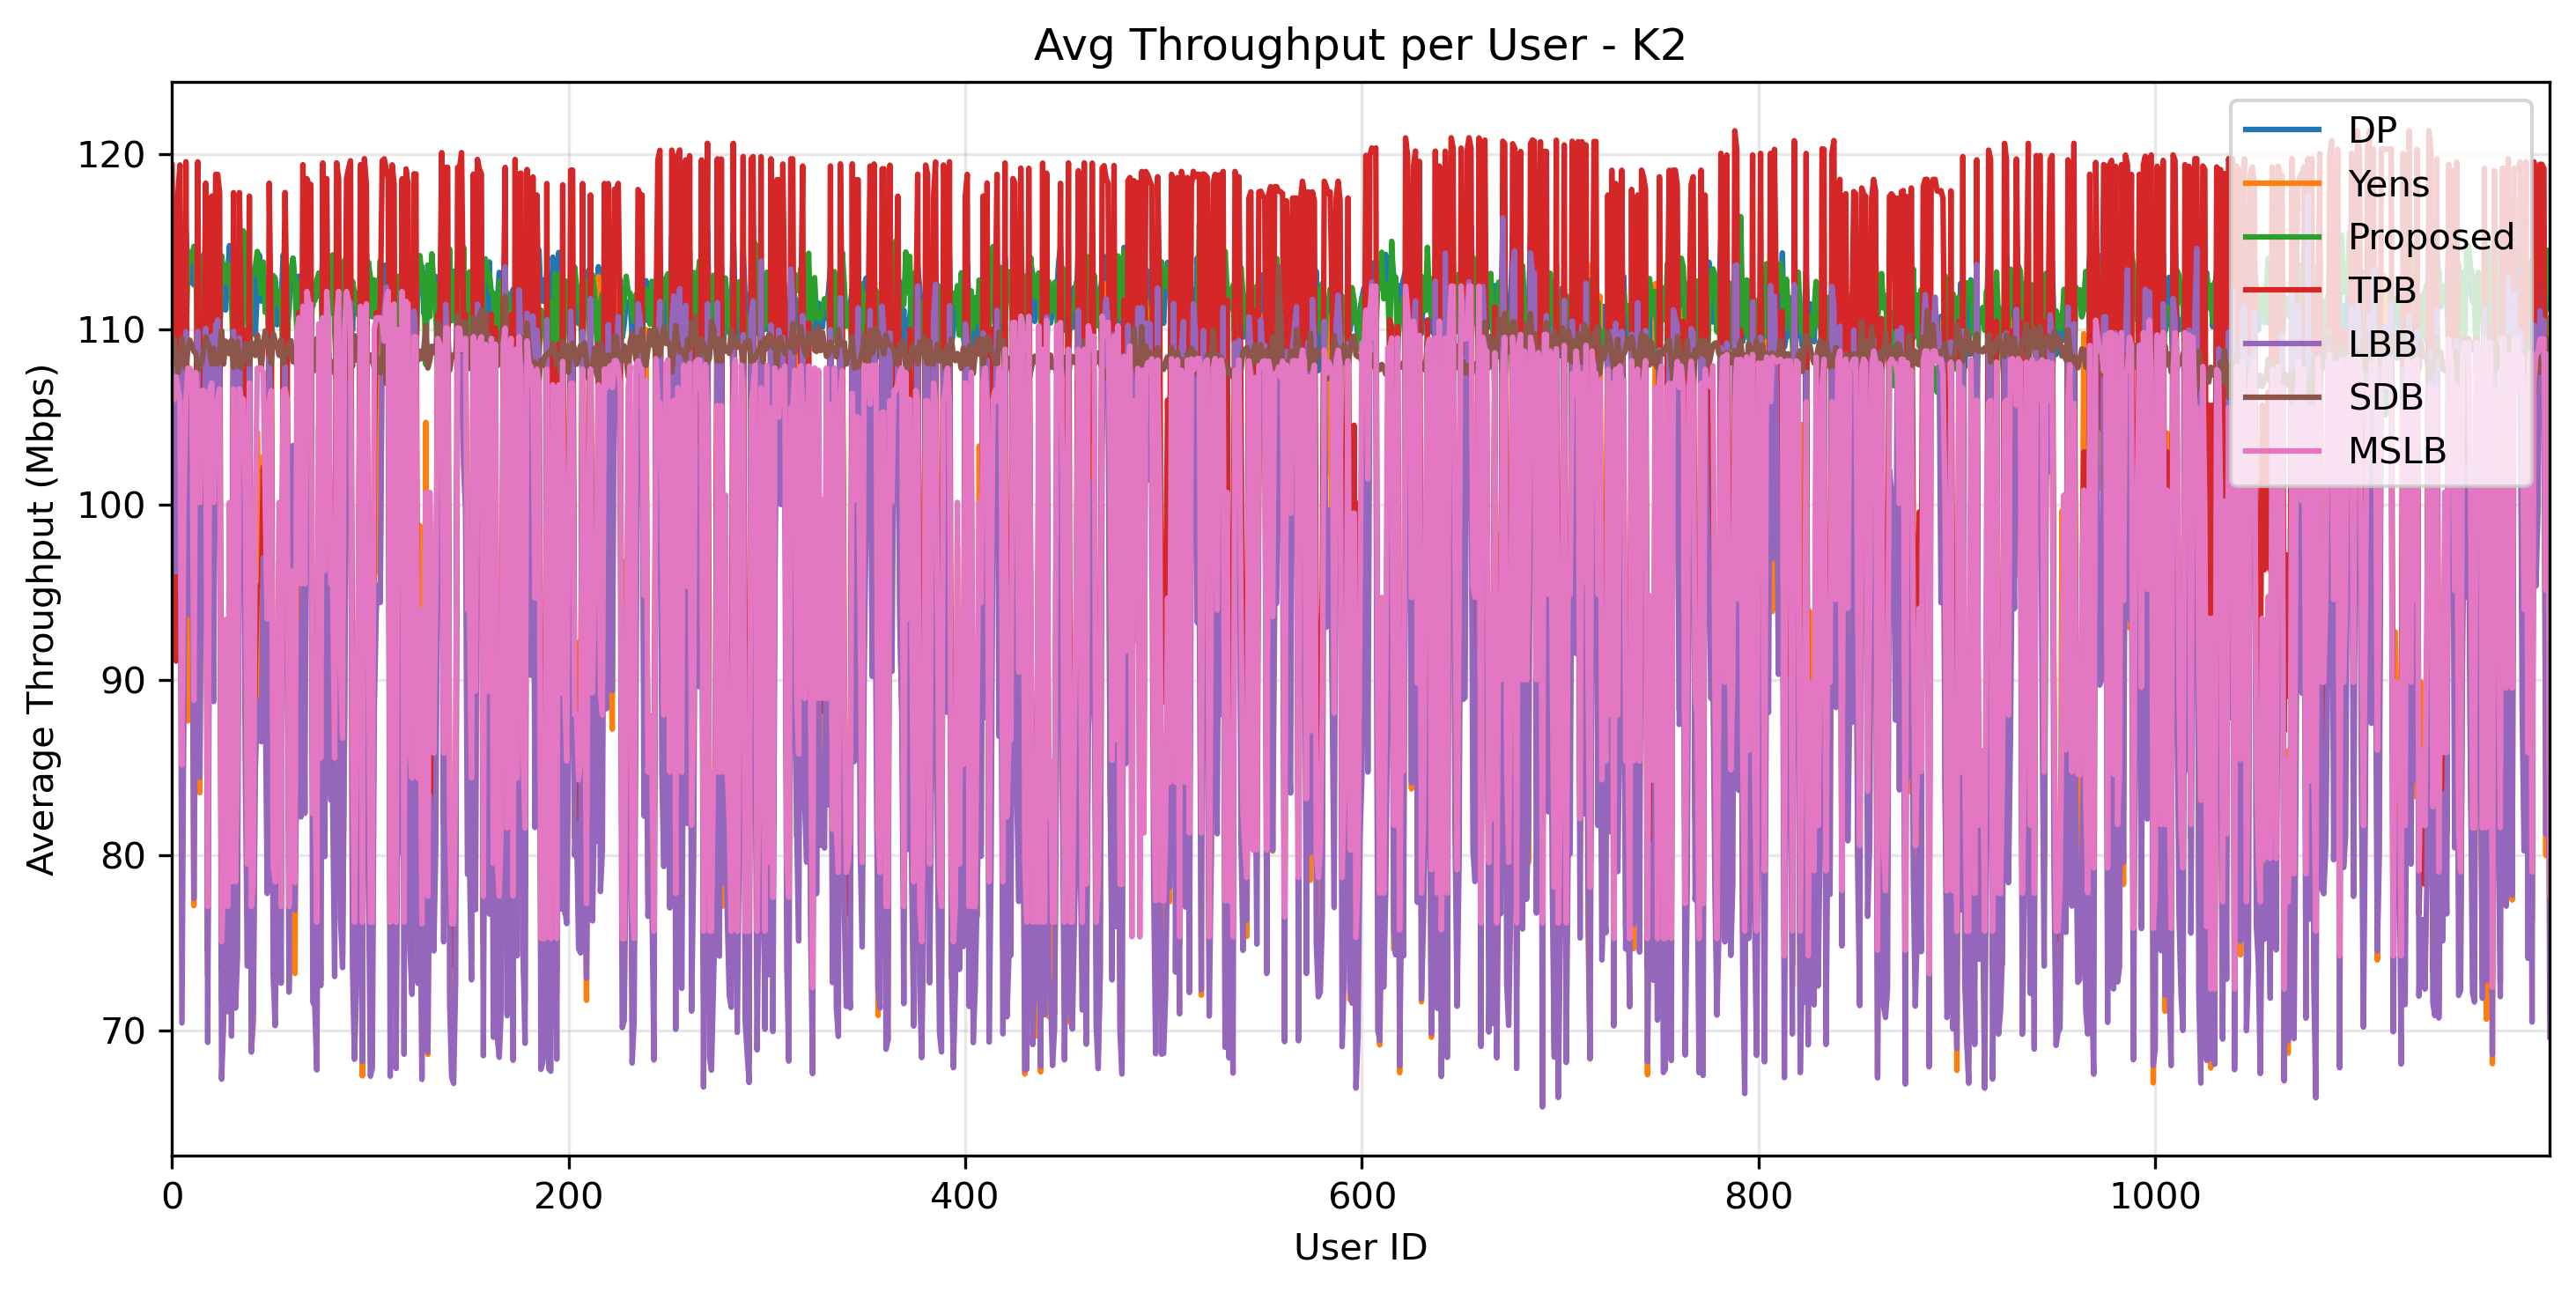 Avg Throughput per User - K2
Average Throughput (Mbps)
120
110
100
90
80
70
0
200
400
600
800
1000
User ID
DP
Yens
Proposed
TPB
LBB
SDB
MSLB